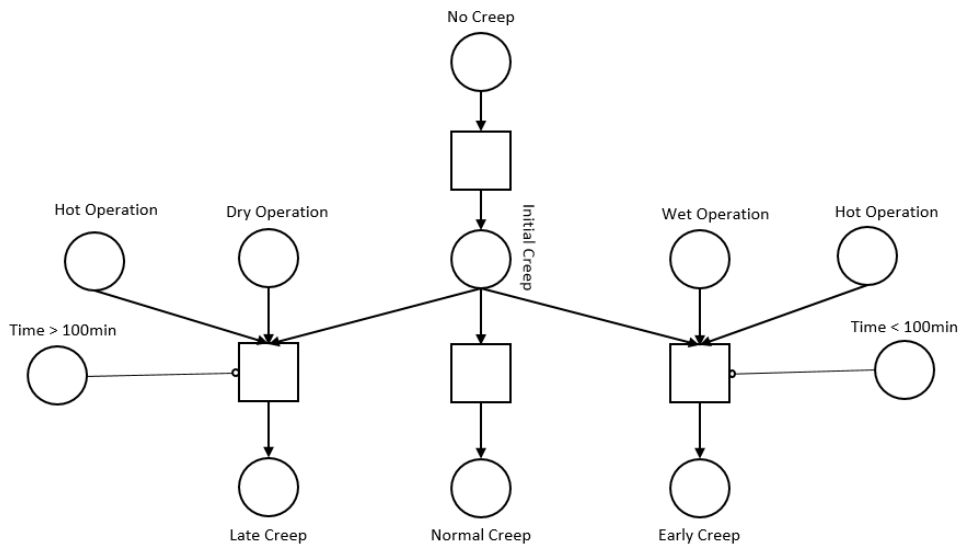 No Creep
Hot Operation
Dry Operation
Initial Creep
Wet Operation
Hot Operation
Time > 100min
Time < 100min
Late Creep
Normal Creep
Early Creep